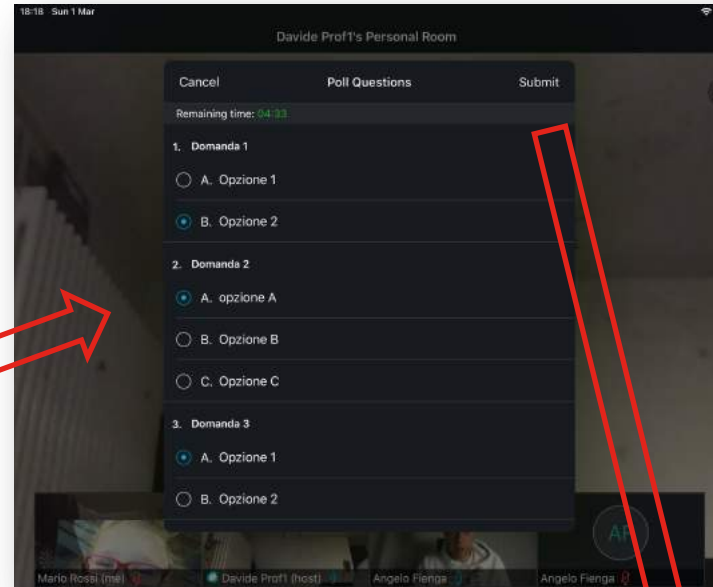 18:18 Sun 1 Mar
Davide Prof1's Personal Room
Cancel Poll Questions Submit
Remaining time: 04:33
1. Domanda 1
A. Opzione 1
B. Opzione 2
2. Domanda 2
A. opzione A
B. Opzione B
C. Opzione C
3. Domanda 3
A. Opzione 1
B. Opzione 2
AF
Mario Rossi (me) Davide Prof1 (host) Angelo Fienga Angelo Fienga